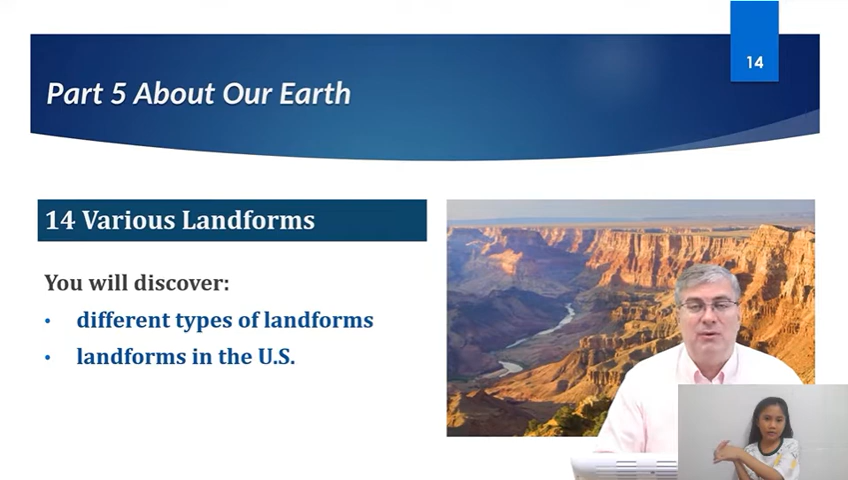 14
Part 5 About Our Earth
14 Various Landforms
You will discover:
• different types of landforms
• landforms in the U.S.